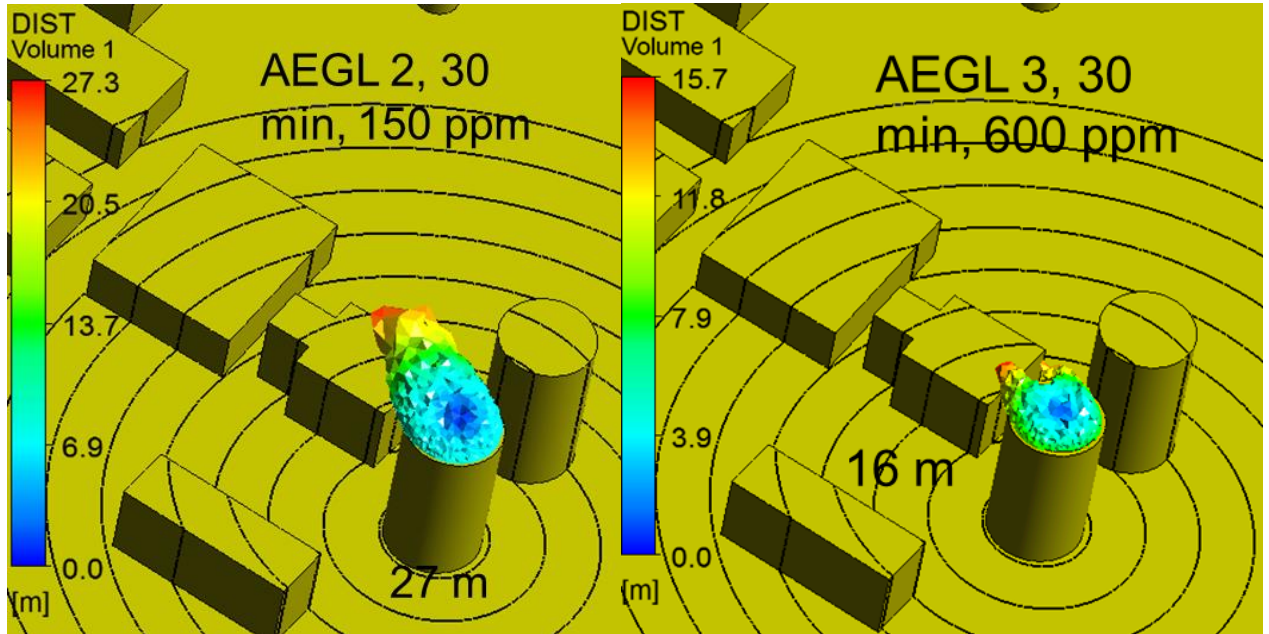 DIST
Volume 1
27.3
20.5
13.7
6.9
0.0
[m]
AEGL 2, 30
min, 150 ppm
27 m
DIST
Volume 1
15.7
11.8
7.9
3.9
0.0
[m]
AEGL 3, 30
min, 600 ppm
16 m